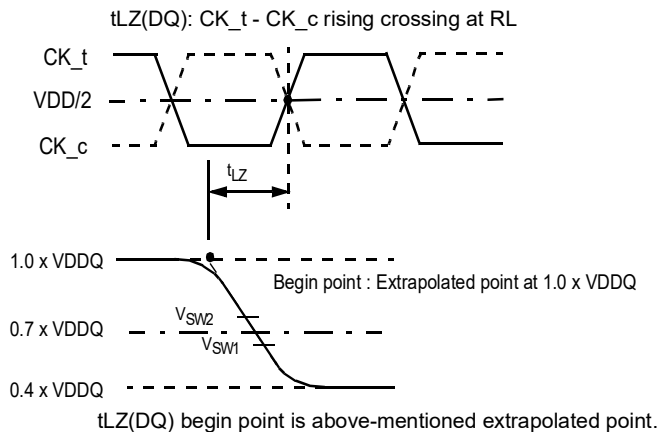 tLZ(DQ): CK_t - CK_c rising crossing at RL
CK_t
VDD/2
CK_c
tLZ
1.0 x VDDQ
Begin point : Extrapolated point at 1.0 x VDDQ
VSW2
0.7 x VDDQ
VSW1
0.4 x VDDQ
tLZ(DQ) begin point is above-mentioned extrapolated point.